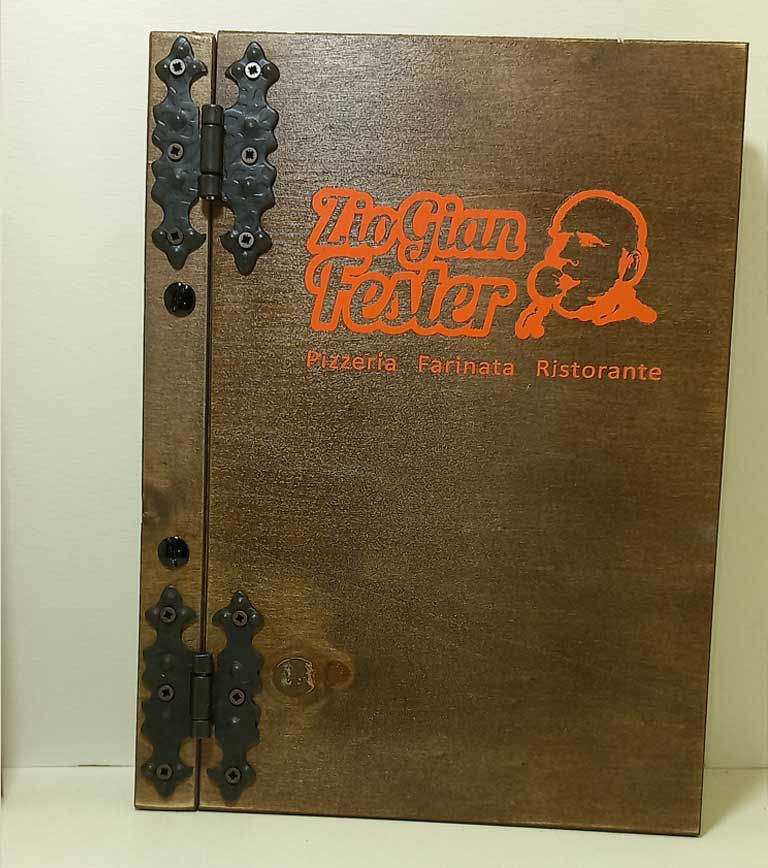 Zio Gian
Fester
Pizzeria Farinata Ristorante